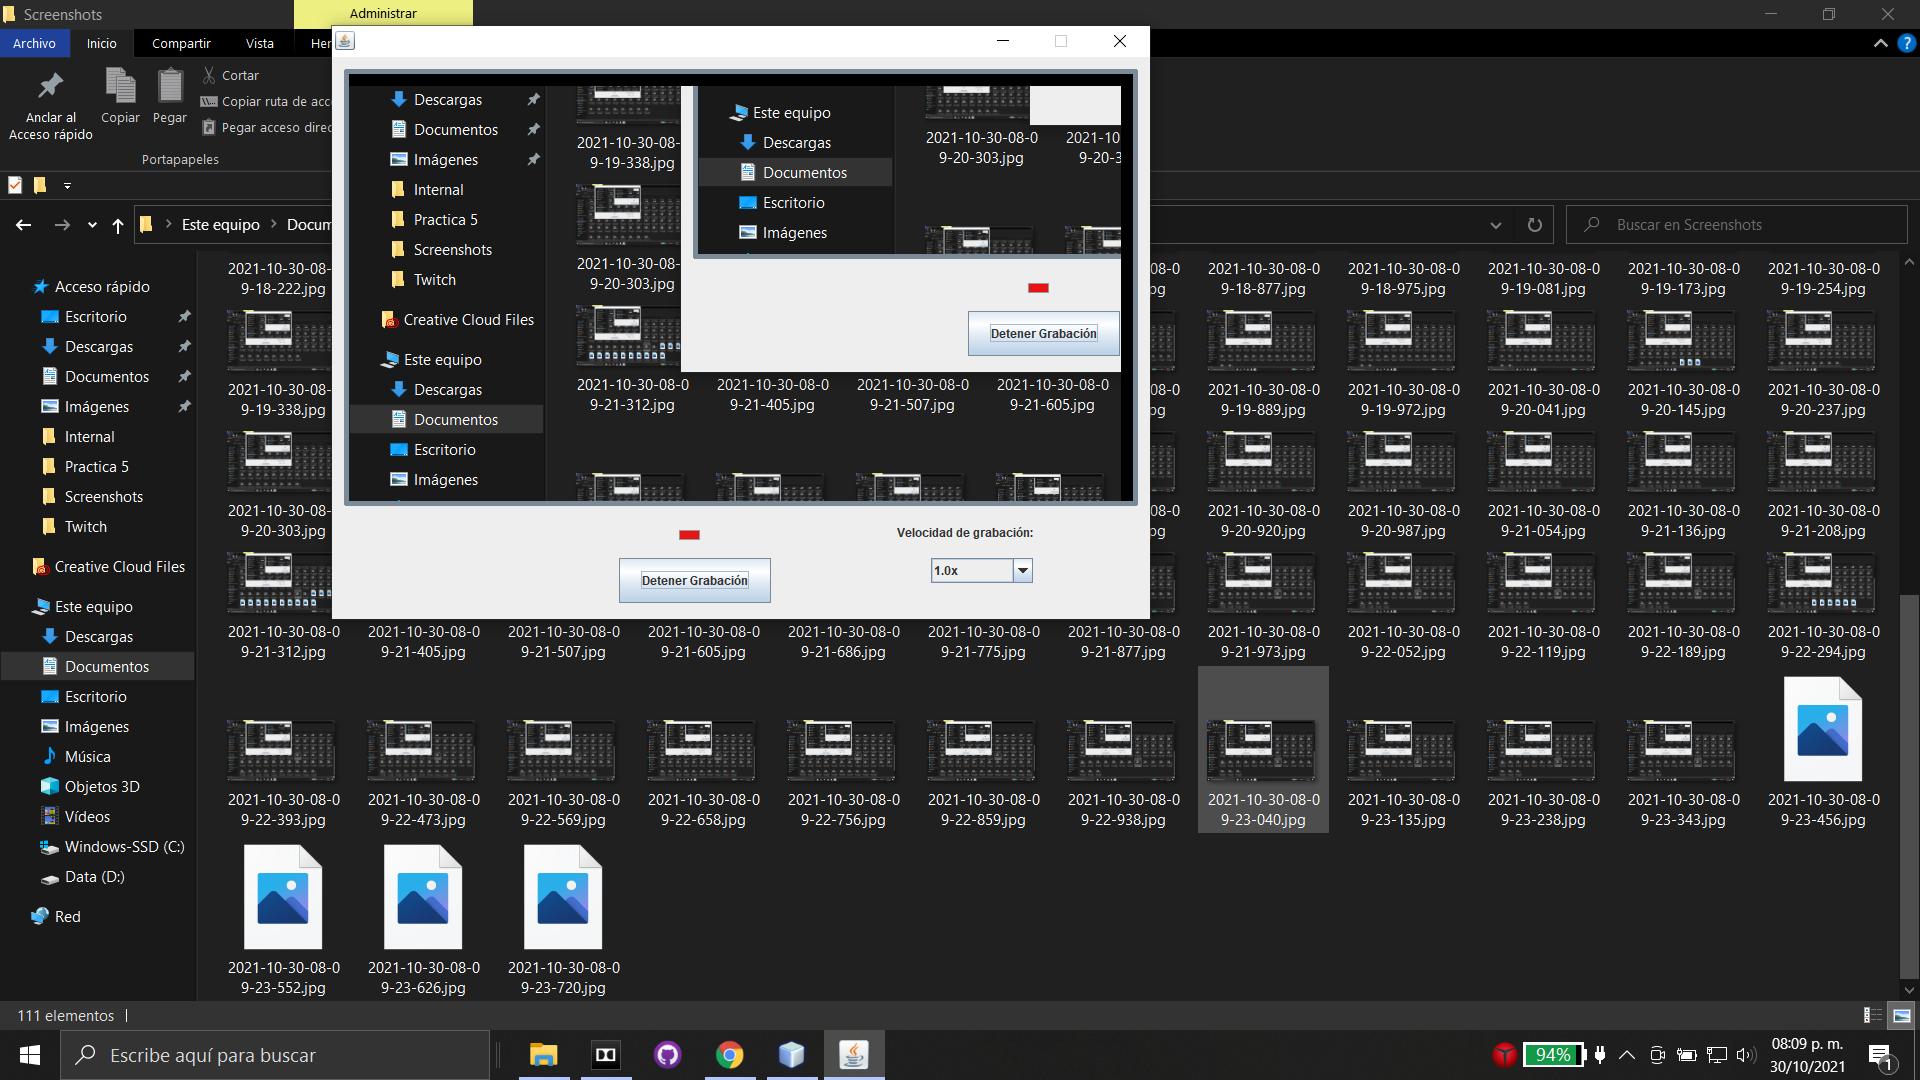 Screenshots
Administrar
Archivo
Inicio
Compartir
Vista
Her
Anclar al
Acceso rápido
Copiar
Pegar
Cortar
Copiar ruta de acc
Pegar acceso direc
Portapapeles
Este equipo
Docum
Buscar en Screenshots
Acceso rápido
Escritorio
Descargas
Documentos
Imágenes
Internal
Practica 5
Screenshots
Twitch
Creative Cloud Files
Este equipo
Descargas
Documentos
Escritorio
Imágenes
Música
Objetos 3D
Vídeos
Windows-SSD (C:)
Data (D:)
Red
Descargas
Documentos
Imágenes
Internal
Practica 5
Screenshots
Twitch
Creative Cloud Files
Este equipo
Descargas
Documentos
Escritorio
Imágenes
2021-10-30-08-
9-19-338.jpg
2021-10-30-08-
9-20-303.jpg
2021-10-30-08-0
9-21-312.jpg
2021-10-30-08-0
9-21-405.jpg
2021-10-30-08-0
9-21-507.jpg
2021-10-30-08-0
9-21-605.jpg
Este equipo
Descargas
Documentos
Escritorio
Imágenes
2021-10-30-08-0
9-20-303.jpg
2021-10
9-20-3
Detener Grabación
Velocidad de grabación:
1.0x
Detener Grabación
2021-10-30-08-0
9-18-222.jpg
-08-0
pg
2021-10-30-08-0
9-18-877.jpg
2021-10-30-08-0
9-18-975.jpg
2021-10-30-08-0
9-19-081.jpg
2021-10-30-08-0
9-19-173.jpg
2021-10-30-08-0
9-19-254.jpg
2021-10-30-08-
9-19-338.jpg
-08-0
pg
2021-10-30-08-0
9-19-889.jpg
2021-10-30-08-0
9-19-972.jpg
2021-10-30-08-0
9-20-041.jpg
2021-10-30-08-0
9-20-145.jpg
2021-10-30-08-0
9-20-237.jpg
2021-10-30-08-
9-20-303.jpg
-08-0
pg
2021-10-30-08-0
9-20-920.jpg
2021-10-30-08-0
9-20-987.jpg
2021-10-30-08-0
9-21-054.jpg
2021-10-30-08-0
9-21-136.jpg
2021-10-30-08-0
9-21-208.jpg
2021-10-30-08-0
9-21-312.jpg
2021-10-30-08-0
9-21-405.jpg
2021-10-30-08-0
9-21-507.jpg
2021-10-30-08-0
9-21-605.jpg
2021-10-30-08-0
9-21-686.jpg
2021-10-30-08-0
9-21-775.jpg
2021-10-30-08-0
9-21-877.jpg
2021-10-30-08-0
9-21-973.jpg
2021-10-30-08-0
9-22-052.jpg
2021-10-30-08-0
9-22-119.jpg
2021-10-30-08-0
9-22-189.jpg
2021-10-30-08-0
9-22-294.jpg
2021-10-30-08-0
9-22-393.jpg
2021-10-30-08-0
9-22-473.jpg
2021-10-30-08-0
9-22-569.jpg
2021-10-30-08-0
9-22-658.jpg
2021-10-30-08-0
9-22-756.jpg
2021-10-30-08-0
9-22-859.jpg
2021-10-30-08-0
9-22-938.jpg
2021-10-30-08-0
9-23-040.jpg
2021-10-30-08-0
9-23-135.jpg
2021-10-30-08-0
9-23-238.jpg
2021-10-30-08-0
9-23-343.jpg
2021-10-30-08-0
9-23-456.jpg
2021-10-30-08-0
9-23-552.jpg
2021-10-30-08-0
9-23-626.jpg
2021-10-30-08-0
9-23-720.jpg
111 elementos
Escribe aquí para buscar
94%
08:09 p. m.
30/10/2021
1